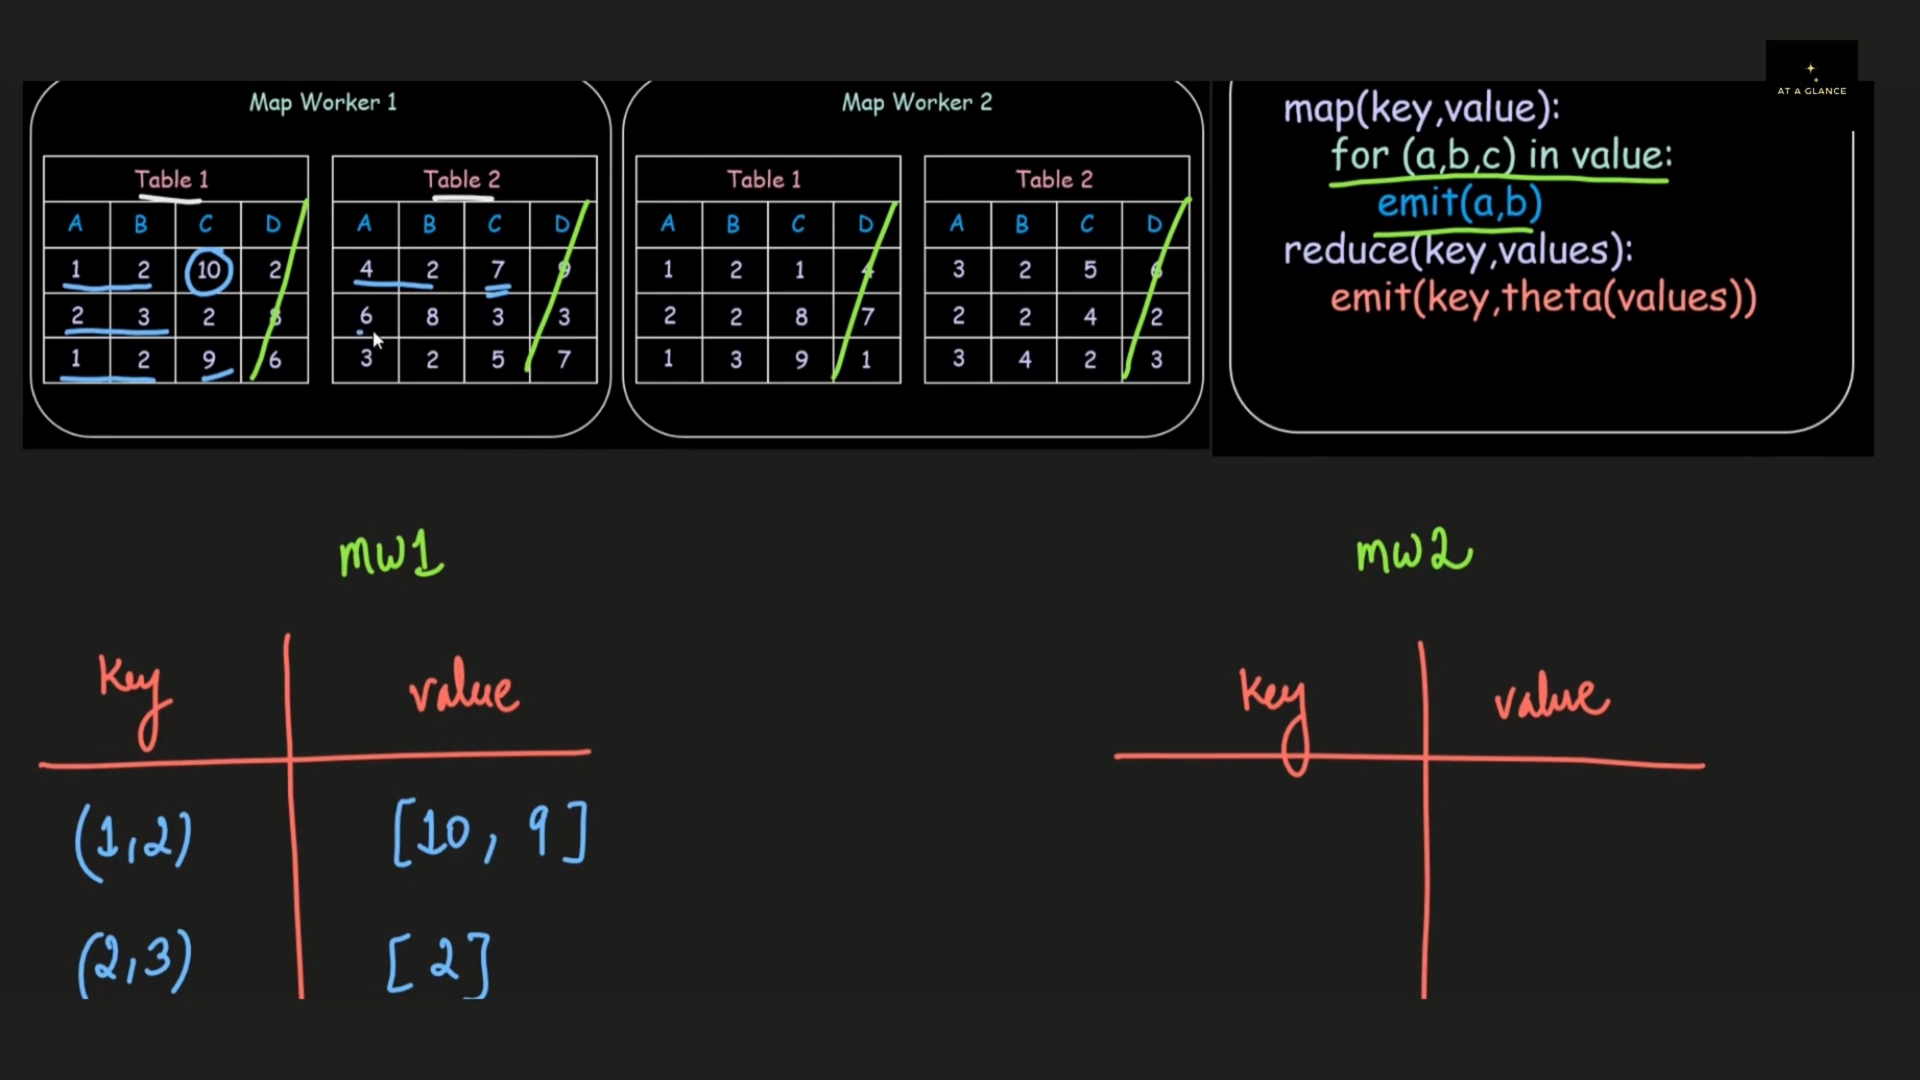 AT A GLANCE
Map Worker 1
Table 1
A B C D
1 2 10 2
2 3 2 8
1 2 9 6
Table 2
A B C D
4 2 7 9
6 8 3 3
3 2 5 7
Map Worker 2
Table 1
A B C D
1 2 1 4
2 2 8 7
1 3 9 1
Table 2
A B C D
3 2 5 6
2 2 4 2
3 4 2 3
map(key,value):
for (a,b,c) in value:
emit(a,b)
reduce(key,values):
emit(key,theta(values))
mw1
Key value
(1,2) [10, 9]
(2,3) [2]
mw2
Key value